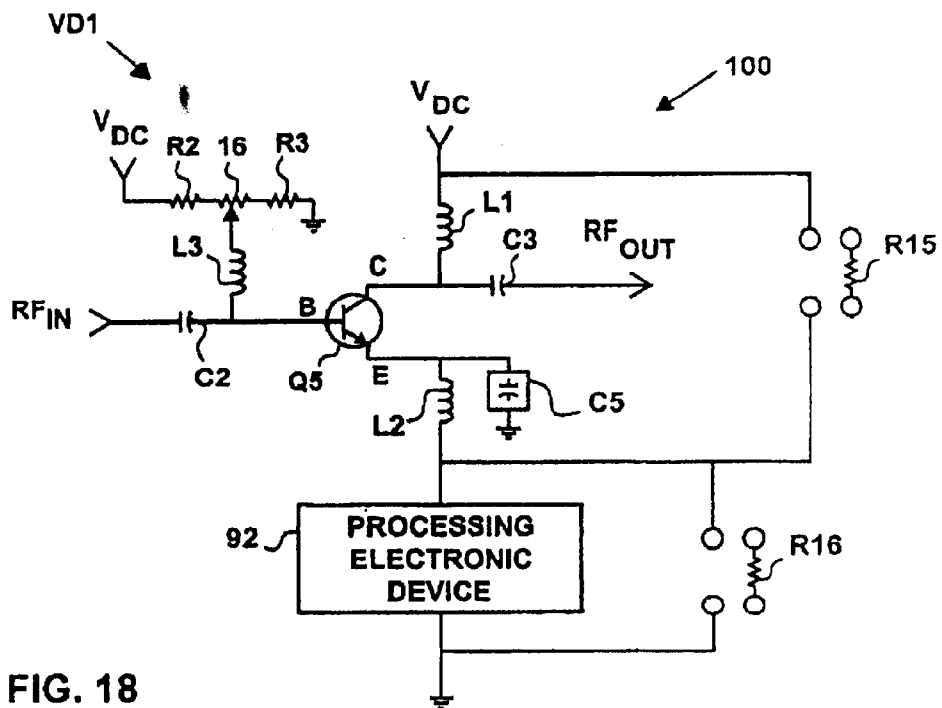 VD1
100
VDC
VDC
R2 16 R3
L1
C3
RFOUT
R15
L3
C
RFIN
B
C2
Q5
E
L2
C5
92
PROCESSING
ELECTRONIC
DEVICE
R16
FIG. 18